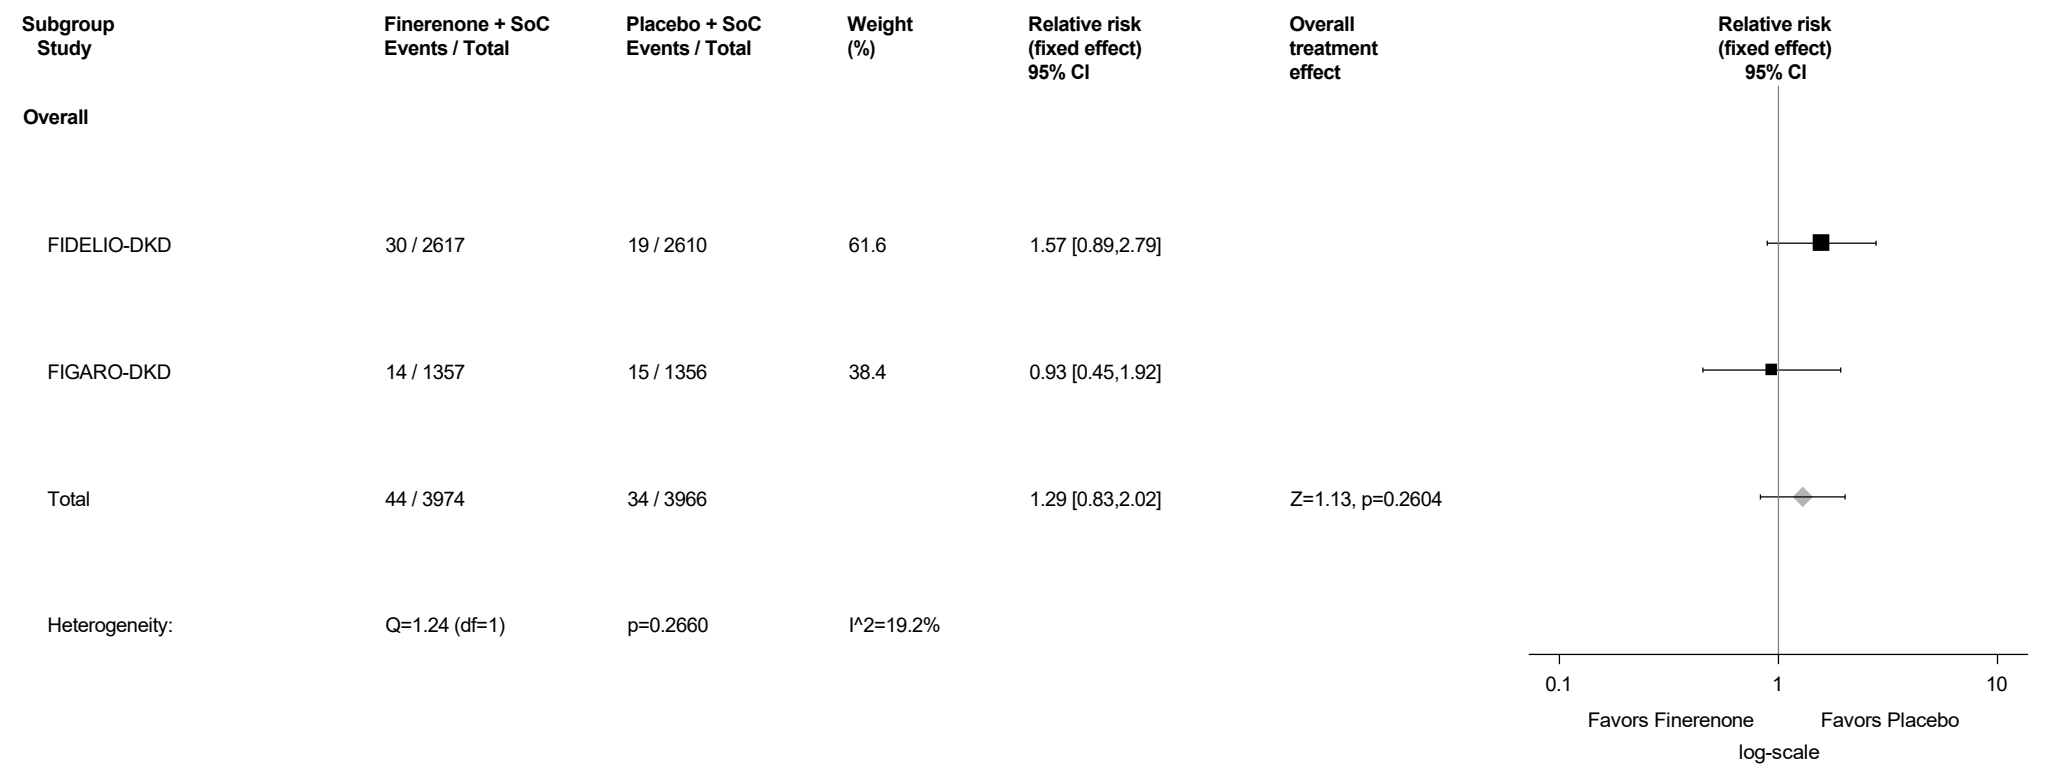 Subgroup Finerenone + SoC Placebo + SoC Weight Relative risk Overall Relative risk
Study Events / Total Events / Total (%) (fixed effect) treatment (fixed effect)
95% CI effect 95% CI
Overall
FIDELIO-DKD 30 / 2617 19 / 2610 61.6 1.57 [0.89,2.79]
FIGARO-DKD 14 / 1357 15 / 1356 38.4 0.93 [0.45,1.92]
Total 44 / 3974 34 / 3966 1.29 [0.83,2.02] Z=1.13, p=0.2604
Heterogeneity: Q=1.24 (df=1) p=0.2660 I^2=19.2%
0.1 1 10
Favors Finerenone Favors Placebo
log-scale